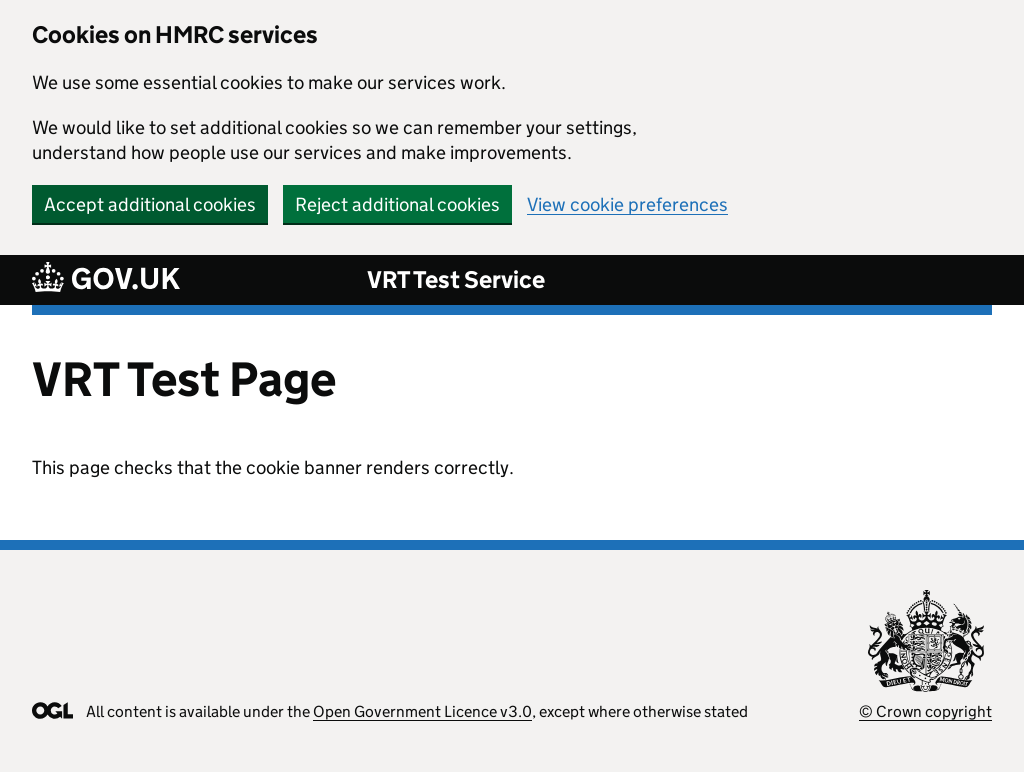 Cookies on HMRC services
We use some essential cookies to make our services work.
We would like to set additional cookies so we can remember your settings,
understand how people use our services and make improvements.
Accept additional cookies Reject additional cookies View cookie preferences
GOV.UK VRT Test Service
VRT Test Page
This page checks that the cookie banner renders correctly.
DIEU ET MON DROIT
OGL All content is available under the Open Government Licence v3.0, except where otherwise stated © Crown copyright